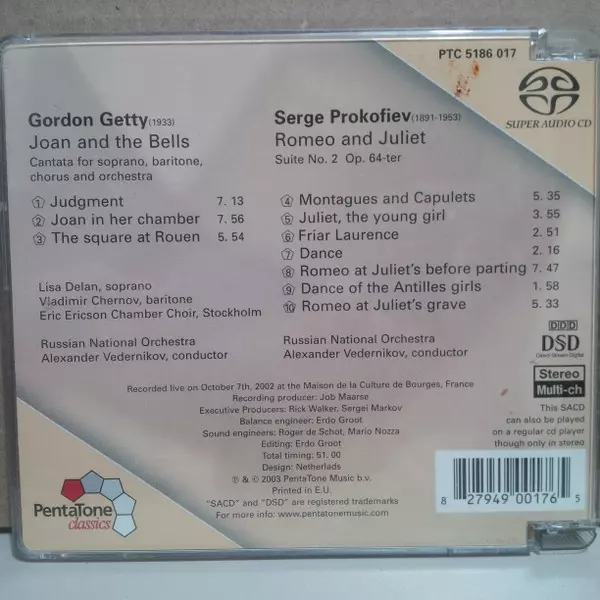 PTC 5186 017
SUPER AUDIO CD
Gordon Getty (1933)
Joan and the Bells
Cantata for soprano, baritone,
chorus and orchestra
1 Judgment 7. 13
2 Joan in her chamber 7. 56
3 The square at Rouen 5. 54
Lisa Delan, soprano
Vladimir Chernov, baritone
Eric Ericson Chamber Choir, Stockholm
Russian National Orchestra
Alexander Vedernikov, conductor
Serge Prokofiev (1891-1953)
Romeo and Juliet
Suite No. 2 Op. 64-ter
4 Montagues and Capulets 5. 35
5 Juliet, the young girl 3. 55
6 Friar Laurence 2. 51
7 Dance 2. 16
8 Romeo at Juliet's before parting 7. 47
9 Dance of the Antilles girls 1. 58
10 Romeo at Juliet's grave 5. 33
Russian National Orchestra
Alexander Vedernikov, conductor
DDD
DSD
Direct Stream Digital
Stereo
Multi-ch
This SACD
can also be played
on a regular cd player
though only in stereo
Recorded live on October 7th, 2002 at the Maison de la Culture de Bourges, France
Recording producer: Job Maarse
Executive Producers: Rick Walker, Sergei Markov
Balance engineer: Erdo Groot
Sound engineers: Roger de Schot, Mario Nozza
Editing: Erdo Groot
Total timing: 51. 00
Design: Netherlads
℗ & © 2003 PentaTone Music b.v.
Printed in E.U.
"SACD" and "DSD" are registered trademarks
For more info: www.pentatonemusic.com
PentaTone
classics
8 27949 00176 5